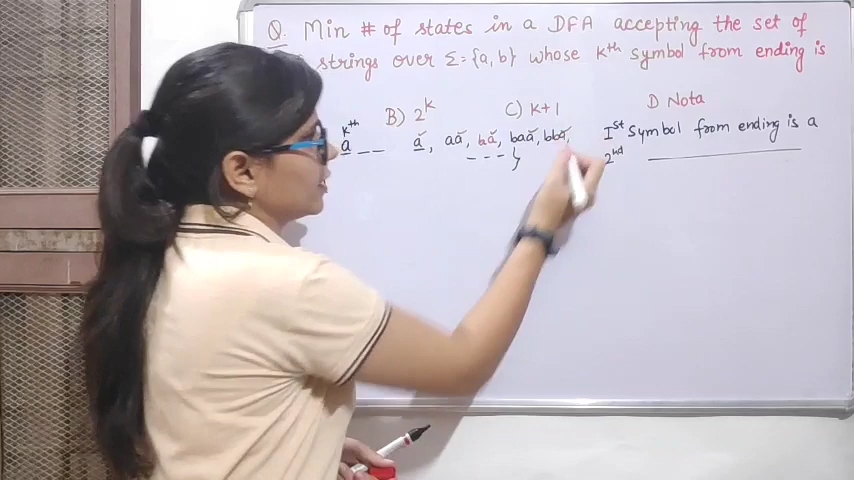 Q: Min # of states in a DFA accepting the set of
strings over Σ={a,b} whose kth symbol from ending is
B) 2^k C) k+1 D Nota
kth
a _ _ a, aa, ba, baa, bba, Ist Symbol from ending is a
- - - } 2nd ———